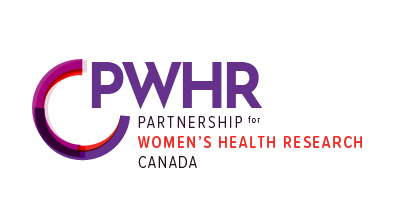 PWHR
PARTNERSHIP for
WOMEN'S HEALTH RESEARCH
CANADA